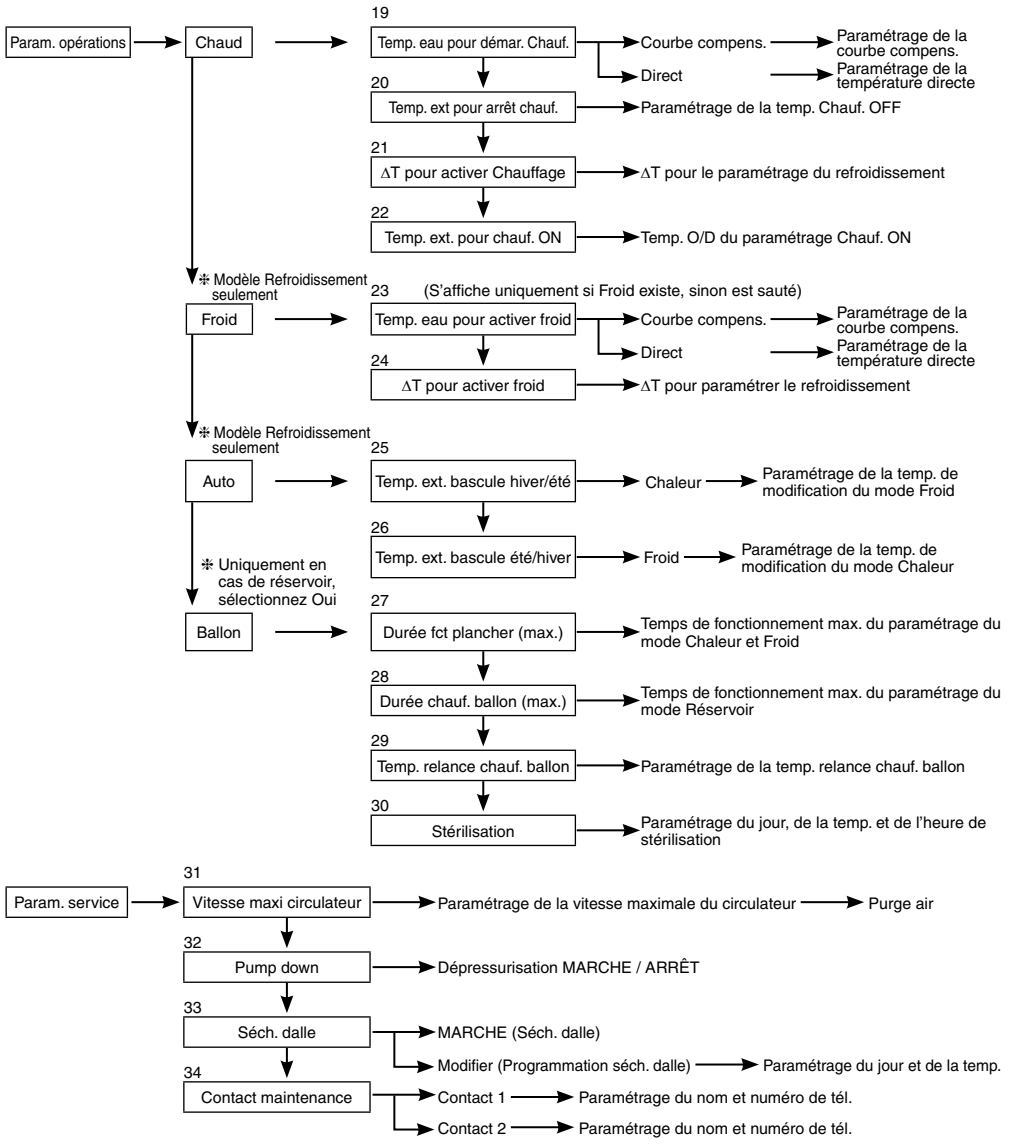 19
Param. opérations
Chaud
Temp. eau pour démar. Chauf.
Courbe compens.
Paramétrage de la
courbe compens.
Direct
Paramétrage de la
température directe
20
Temp. ext pour arrêt chauf.
Paramétrage de la temp. Chauf. OFF
21
ΔT pour activer Chauffage
ΔT pour le paramétrage du refroidissement
22
Temp. ext. pour chauf. ON
Temp. O/D du paramétrage Chauf. ON
❈ Modèle Refroidissement
seulement
23 (S'affiche uniquement si Froid existe, sinon est sauté)
Froid
Temp. eau pour activer froid
Courbe compens.
Paramétrage de la
courbe compens.
Direct
Paramétrage de la
température directe
24
ΔT pour activer froid
ΔT pour paramétrer le refroidissement
❈ Modèle Refroidissement
seulement
25
Auto
Temp. ext. bascule hiver/été
Chaleur
Paramétrage de la temp. de
modification du mode Froid
26
Temp. ext. bascule été/hiver
Froid
Paramétrage de la temp. de
modification du mode Chaleur
❈ Uniquement en
cas de réservoir,
sélectionnez Oui
27
Ballon
Durée fct plancher (max.)
Temps de fonctionnement max. du paramétrage du
mode Chaleur et Froid
28
Durée chauf. ballon (max.)
Temps de fonctionnement max. du paramétrage du
mode Réservoir
29
Temp. relance chauf. ballon
Paramétrage de la temp. relance chauf. ballon
30
Stérilisation
Paramétrage du jour, de la temp. et de l'heure de
stérilisation
31
Param. service
Vitesse maxi circulateur
Paramétrage de la vitesse maximale du circulateur
Purge air
32
Pump down
Dépressurisation MARCHE / ARRÊT
33
Séch. dalle
MARCHE (Séch. dalle)
Modifier (Programmation séch. dalle)
Paramétrage du jour et de la temp.
34
Contact maintenance
Contact 1
Paramétrage du nom et numéro de tél.
Contact 2
Paramétrage du nom et numéro de tél.